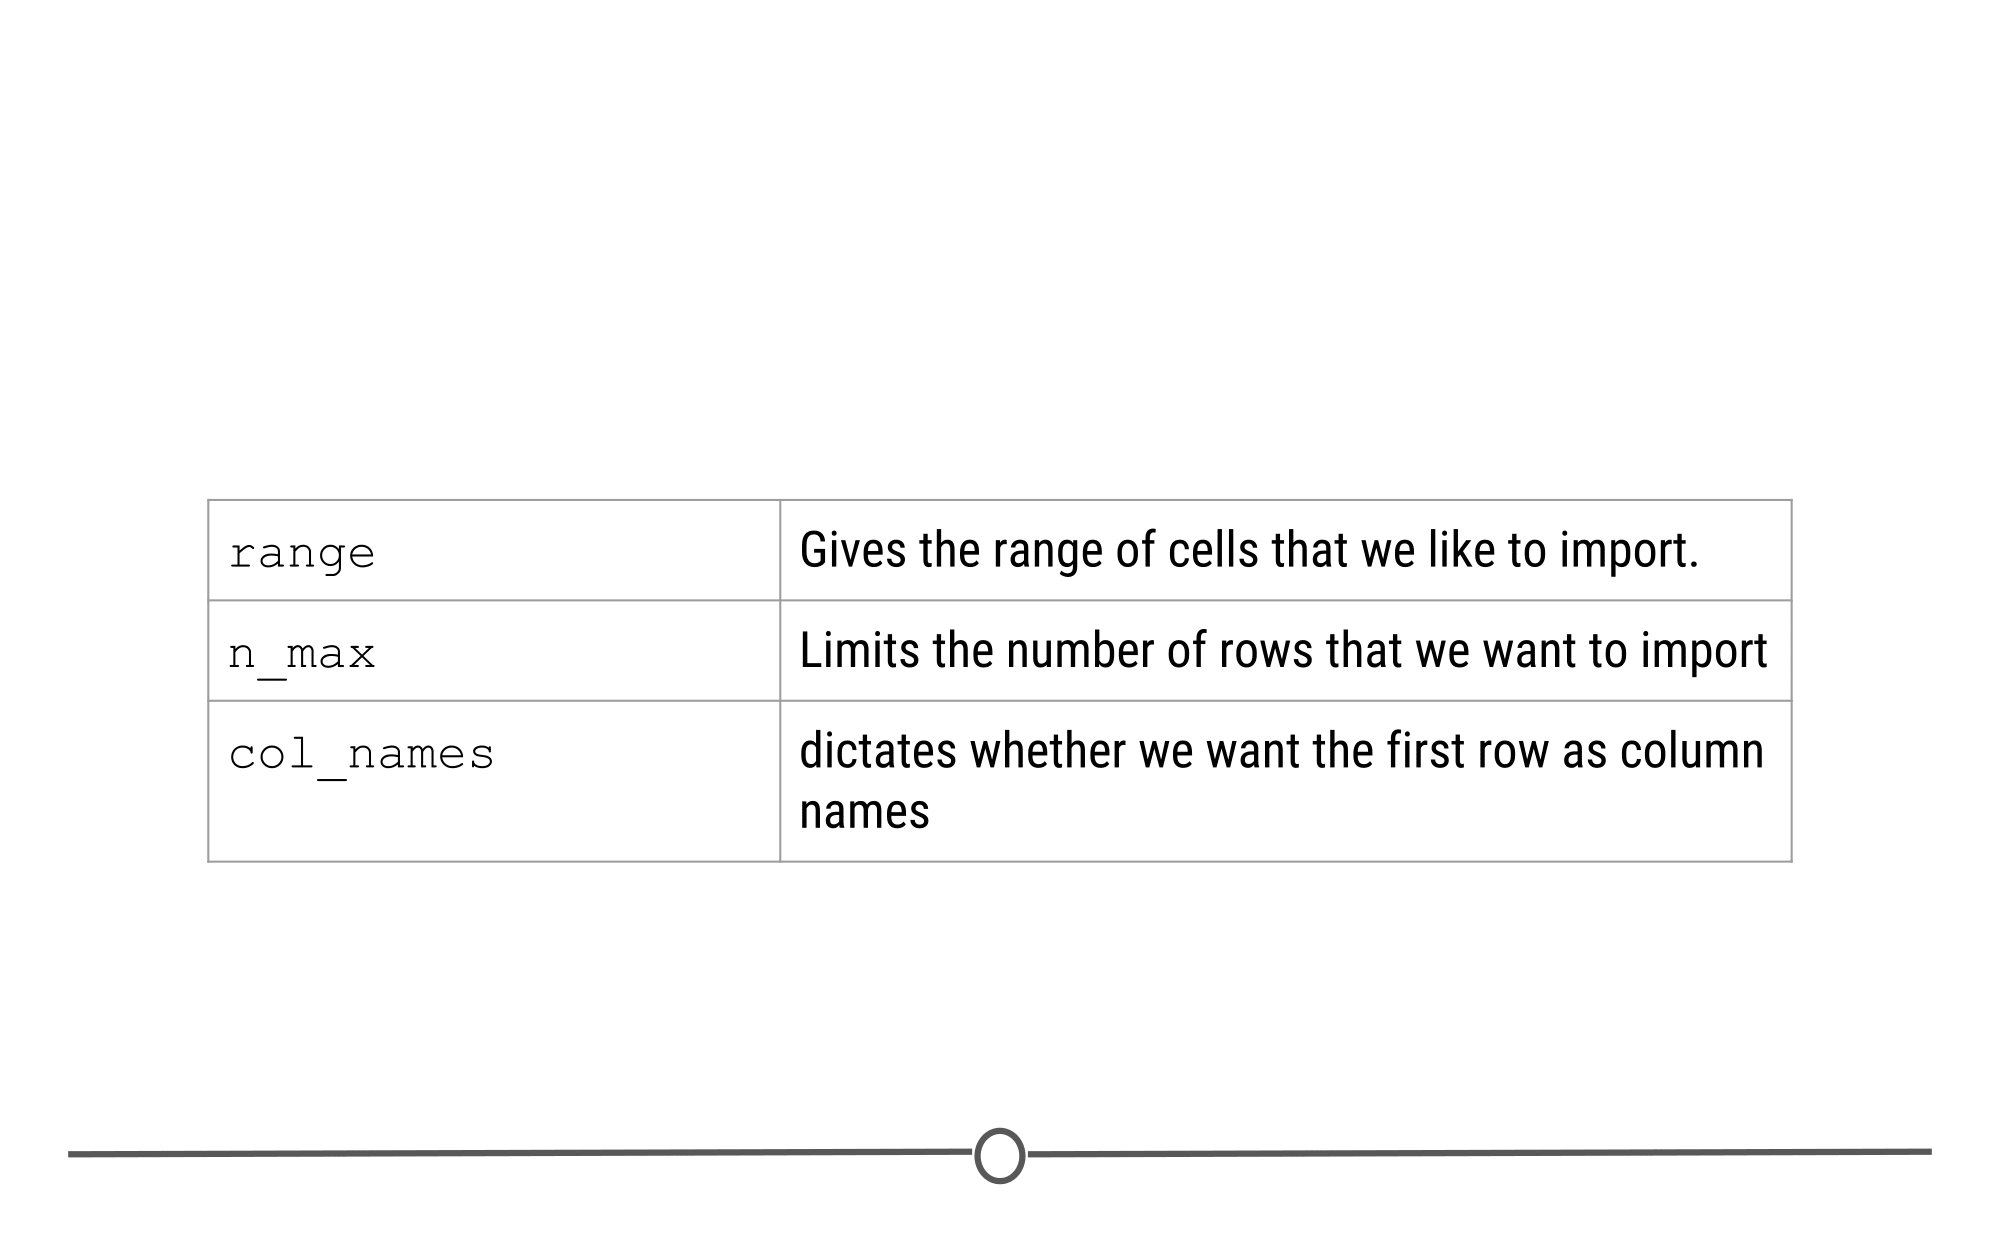 range
Gives the range of cells that we like to import.
n_max
Limits the number of rows that we want to import
col_names
dictates whether we want the first row as column
names